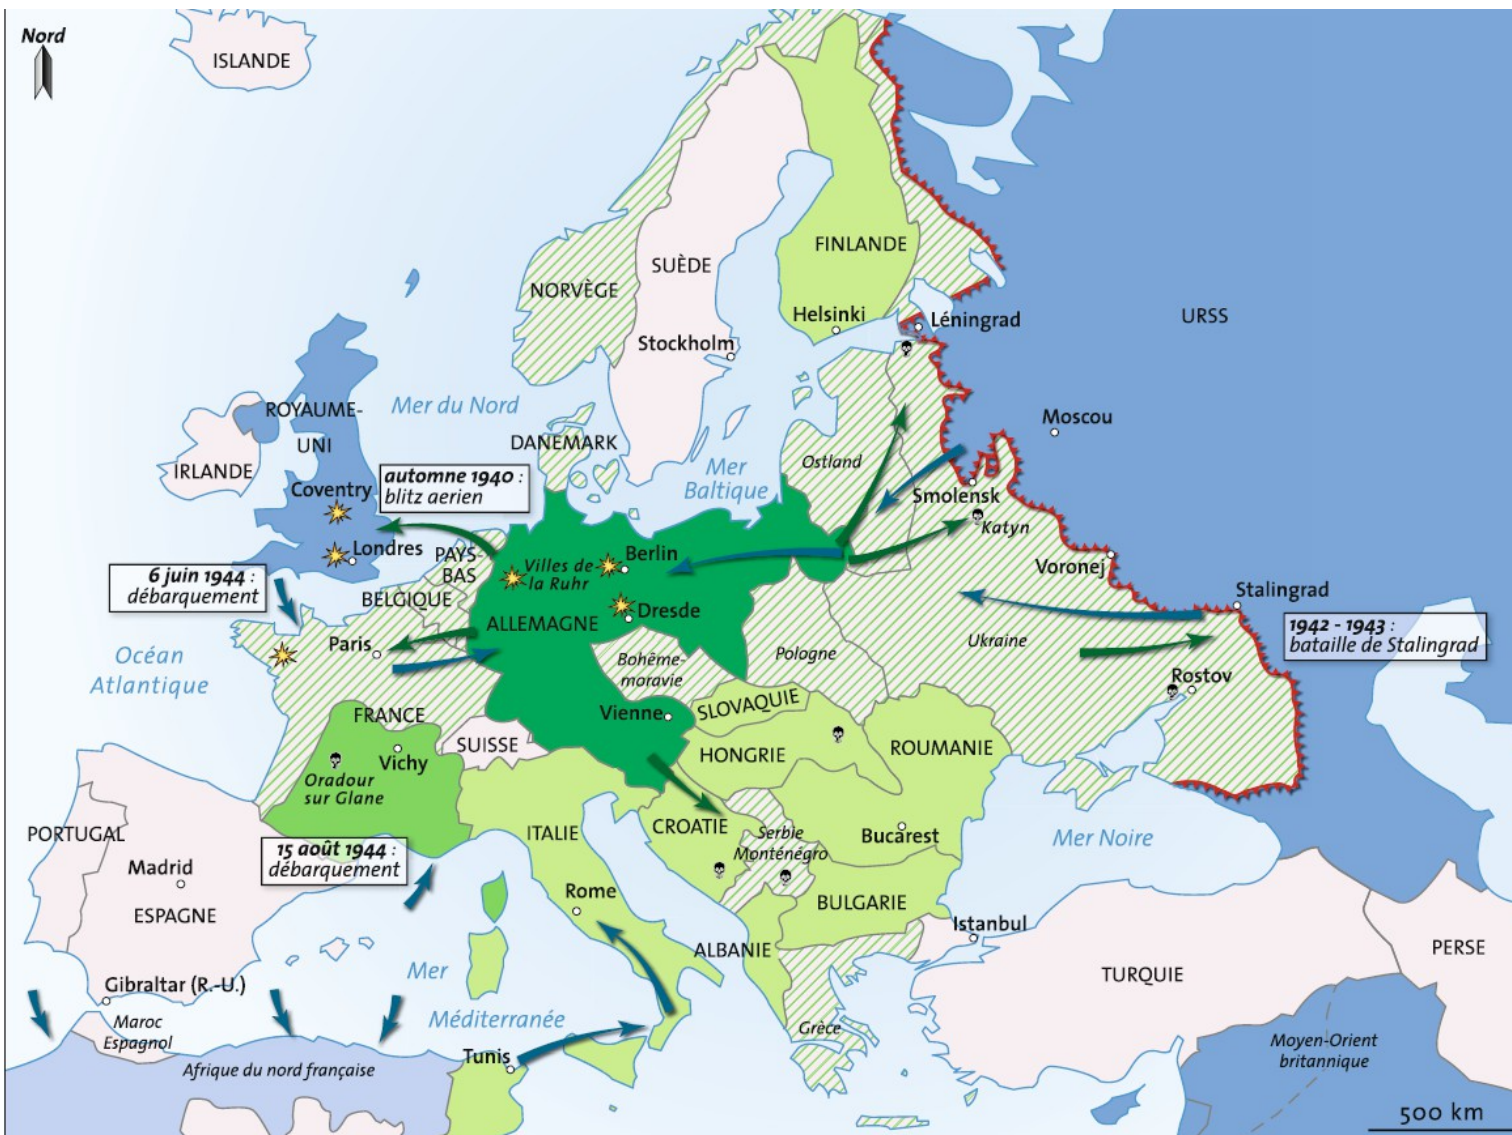 Nord
ISLANDE
FINLANDE
SUÈDE
NORVÈGE
Helsinki
Léningrad
URSS
Stockholm
Mer du Nord
ROYAUME-
UNI
Moscou
DANEMARK
IRLANDE
Ostland
Mer
Baltique
automne 1940 :
blitz aerien
Coventry
Smolensk
Katyn
Londres
PAYS-
BAS
Villes de
la Ruhr
Berlin
Voronej
6 juin 1944 :
débarquement
BELGIQUE
Stalingrad
ALLEMAGNE
Dresde
1942 - 1943 :
bataille de Stalingrad
Océan
Atlantique
Paris
Bohême-
moravie
Pologne
Ukraine
Rostov
FRANCE
Vienne
SLOVAQUIE
SUISSE
HONGRIE
ROUMANIE
Vichy
Oradour
sur Glane
PORTUGAL
ITALIE
CROATIE
Serbie
Monténégro
Bucarest
Mer Noire
15 août 1944 :
débarquement
Madrid
Rome
ESPAGNE
BULGARIE
Istanbul
ALBANIE
PERSE
TURQUIE
Gibraltar (R.-U.)
Mer
Méditerranée
Maroc
Espagnol
Grèce
Moyen-Orient
britannique
Tunis
Afrique du nord française
500 km